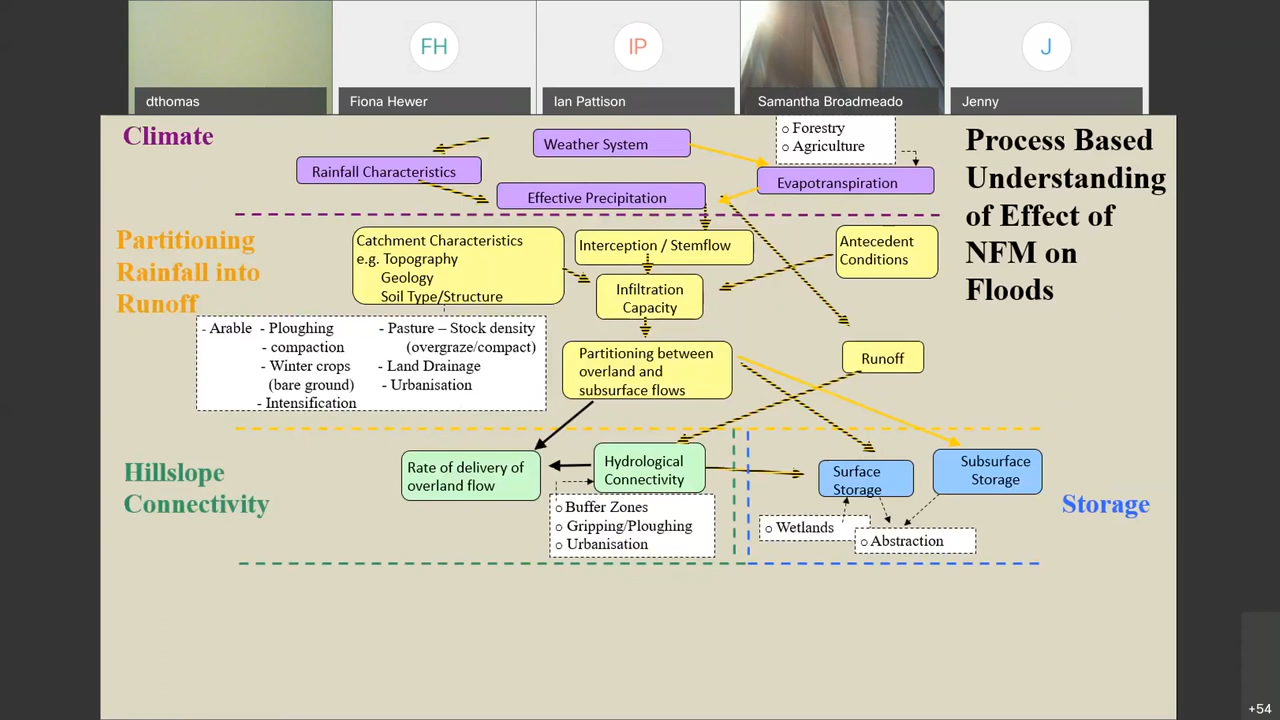 FH
IP
J
dthomas
Fiona Hewer
Ian Pattison
Samantha Broadmeado
Jenny
Climate
Weather System
○ Forestry
○ Agriculture
Rainfall Characteristics
Evapotranspiration
Effective Precipitation
Process Based
Understanding
of Effect of
NFM on
Floods
Partitioning
Rainfall into
Runoff
Catchment Characteristics
e.g. Topography
Geology
Soil Type/Structure
Interception / Stemflow
Antecedent
Conditions
Infiltration
Capacity
- Arable - Ploughing
- compaction
- Winter crops
(bare ground)
- Intensification
- Pasture – Stock density
(overgraze/compact)
- Land Drainage
- Urbanisation
Partitioning between
overland and
subsurface flows
Runoff
Hillslope
Connectivity
Rate of delivery of
overland flow
Hydrological
Connectivity
○ Buffer Zones
○ Gripping/Ploughing
○ Urbanisation
Surface
Storage
Subsurface
Storage
○ Wetlands
○ Abstraction
Storage
+54